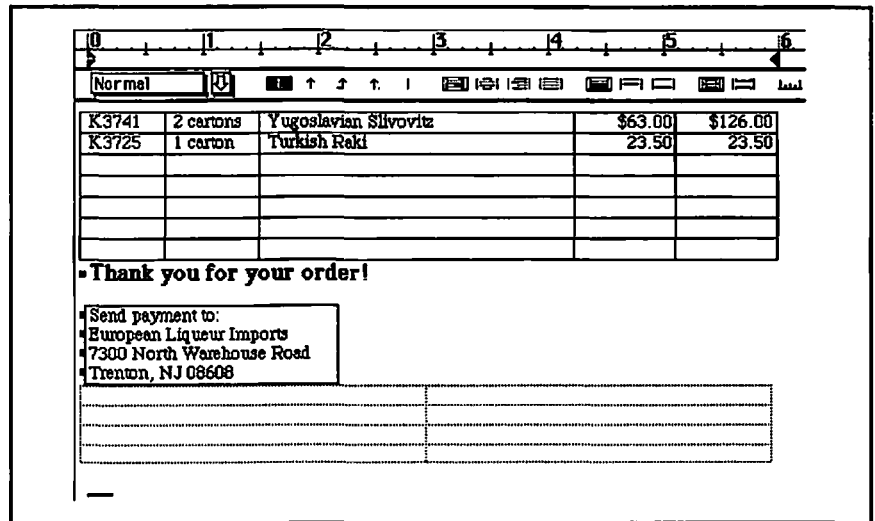 0 1 2 3 4 5 6
Normal
K3741 2 cartons Yugoslavian Slivovitz $63.00 $126.00
K3725 1 carton Turkish Raki 23.50 23.50
Thank you for your order!
Send payment to:
European Liqueur Imports
7300 North Warehouse Road
Trenton, NJ 08608